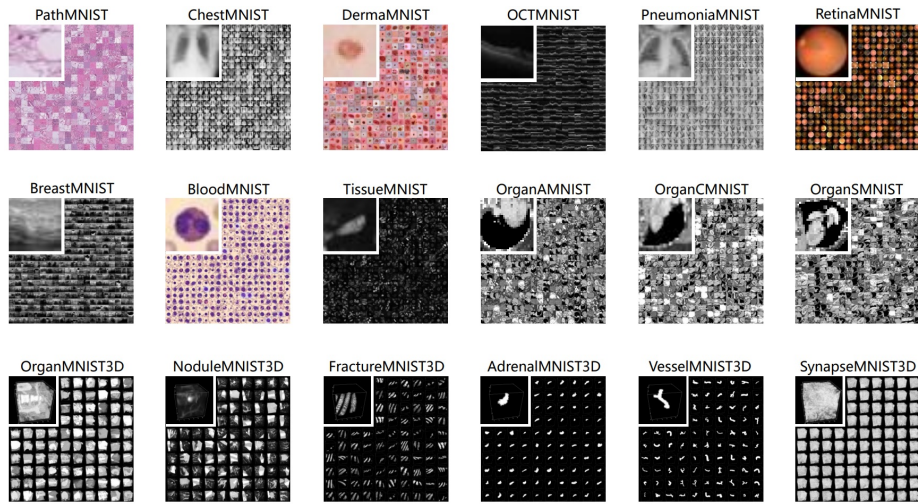 PathMNIST ChestMNIST DermaMNIST OCTMNIST PneumoniaMNIST RetinaMNIST
BreastMNIST BloodMNIST TissueMNIST OrganAMNIST OrganCMNIST OrganSMNIST
OrganMNIST3D NoduleMNIST3D FractureMNIST3D AdrenalMNIST3D VesselMNIST3D SynapseMNIST3D